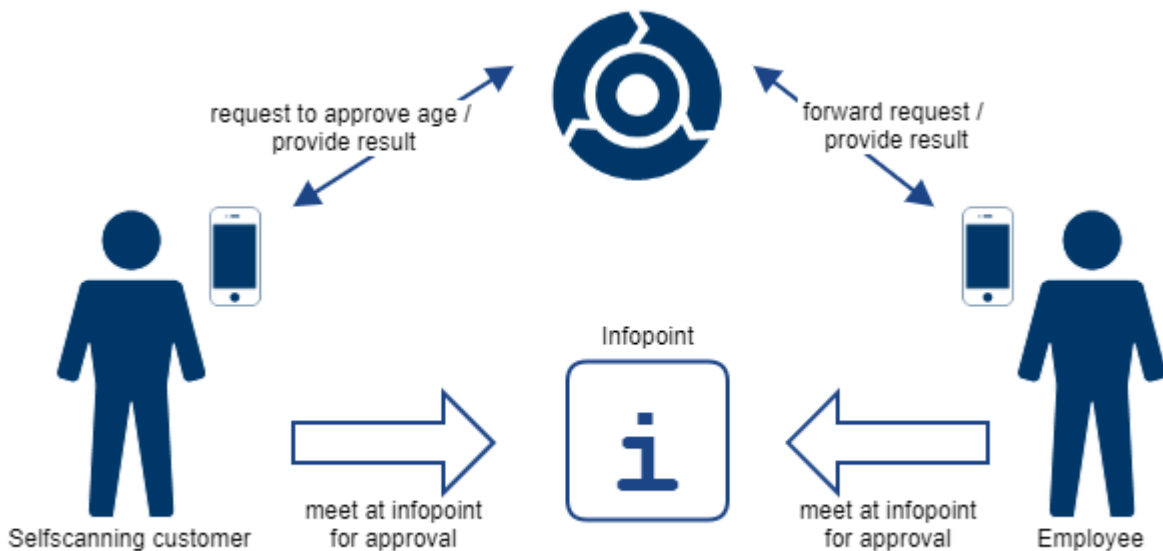 request to approve age /
provide result
forward request /
provide result
Infopoint
i
meet at infopoint
for approval
meet at infopoint
for approval
Selfscanning customer
Employee